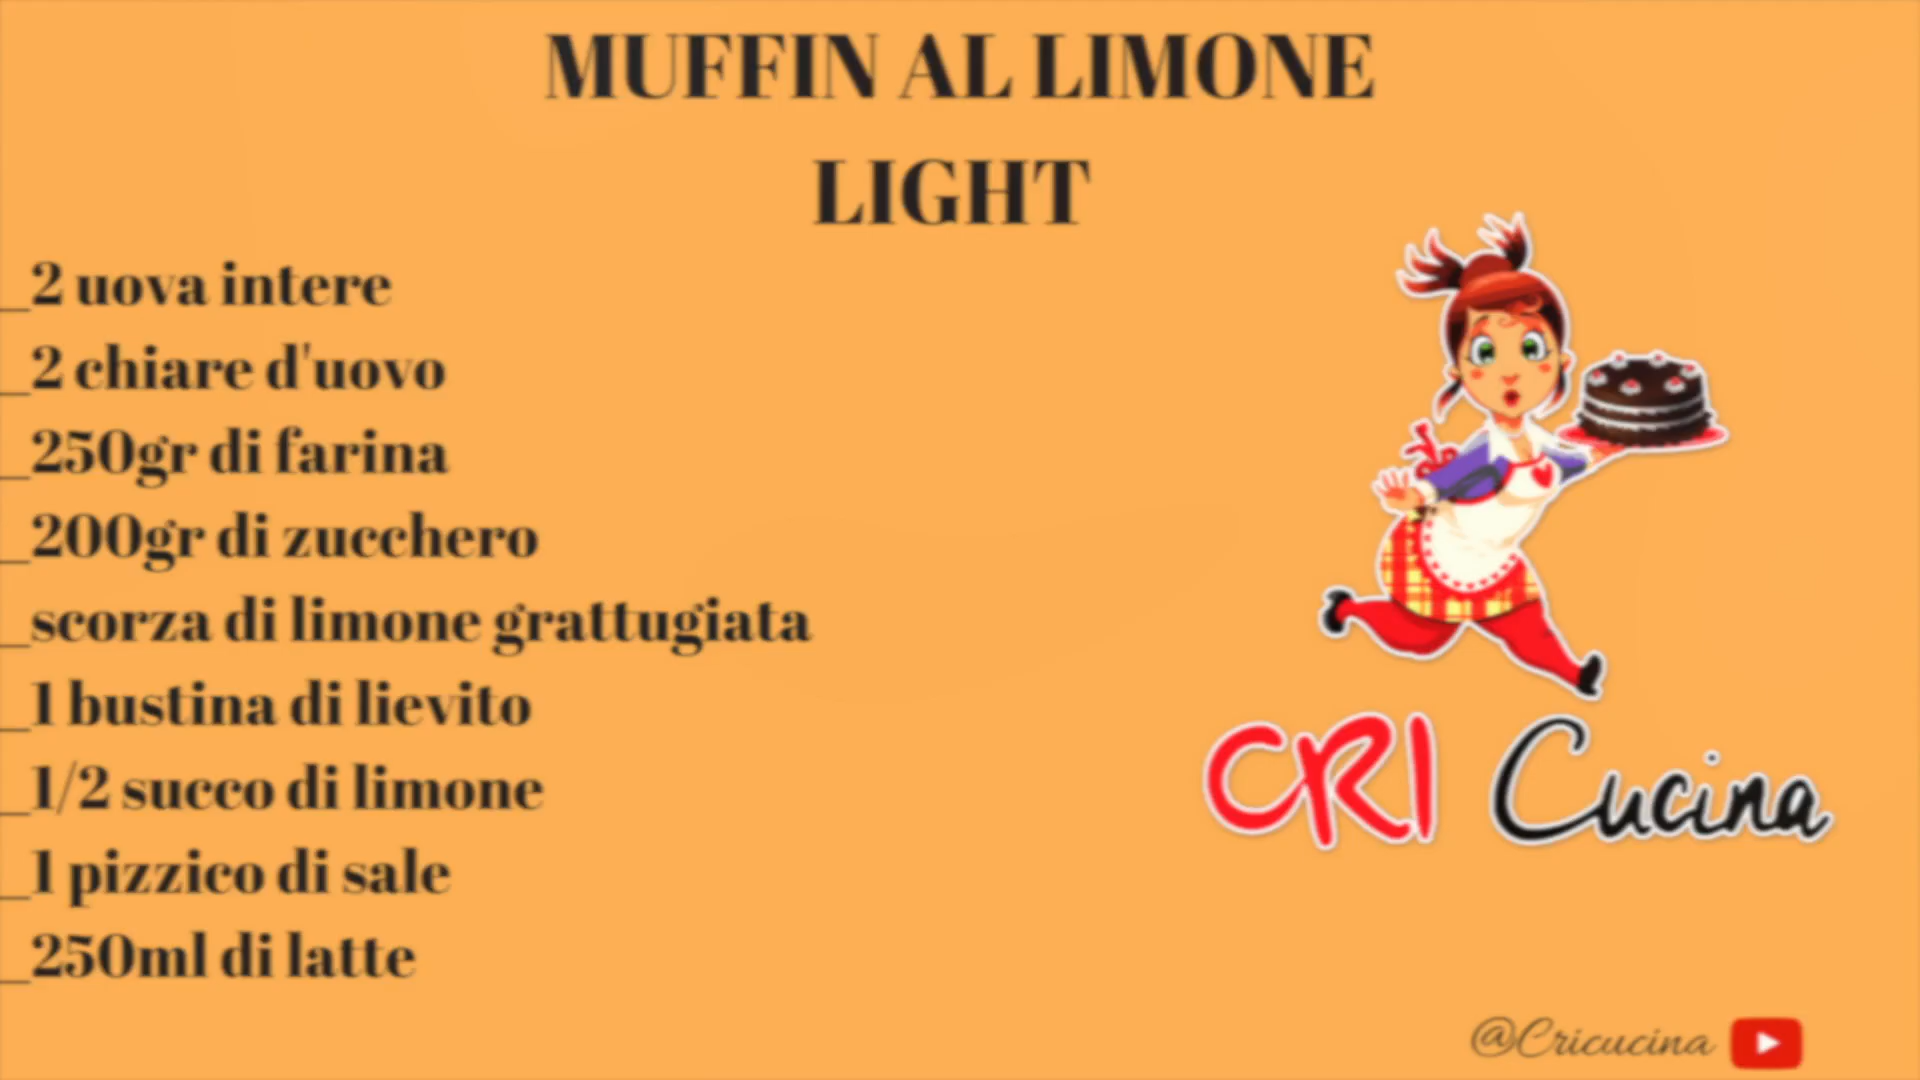 MUFFIN AL LIMONE
LIGHT
_2 uova intere
_2 chiare d'uovo
_250gr di farina
_200gr di zucchero
_scorza di limone grattugiata
_1 bustina di lievito
_1/2 succo di limone
_1 pizzico di sale
_250ml di latte
CRI Cucina
@Cricucina